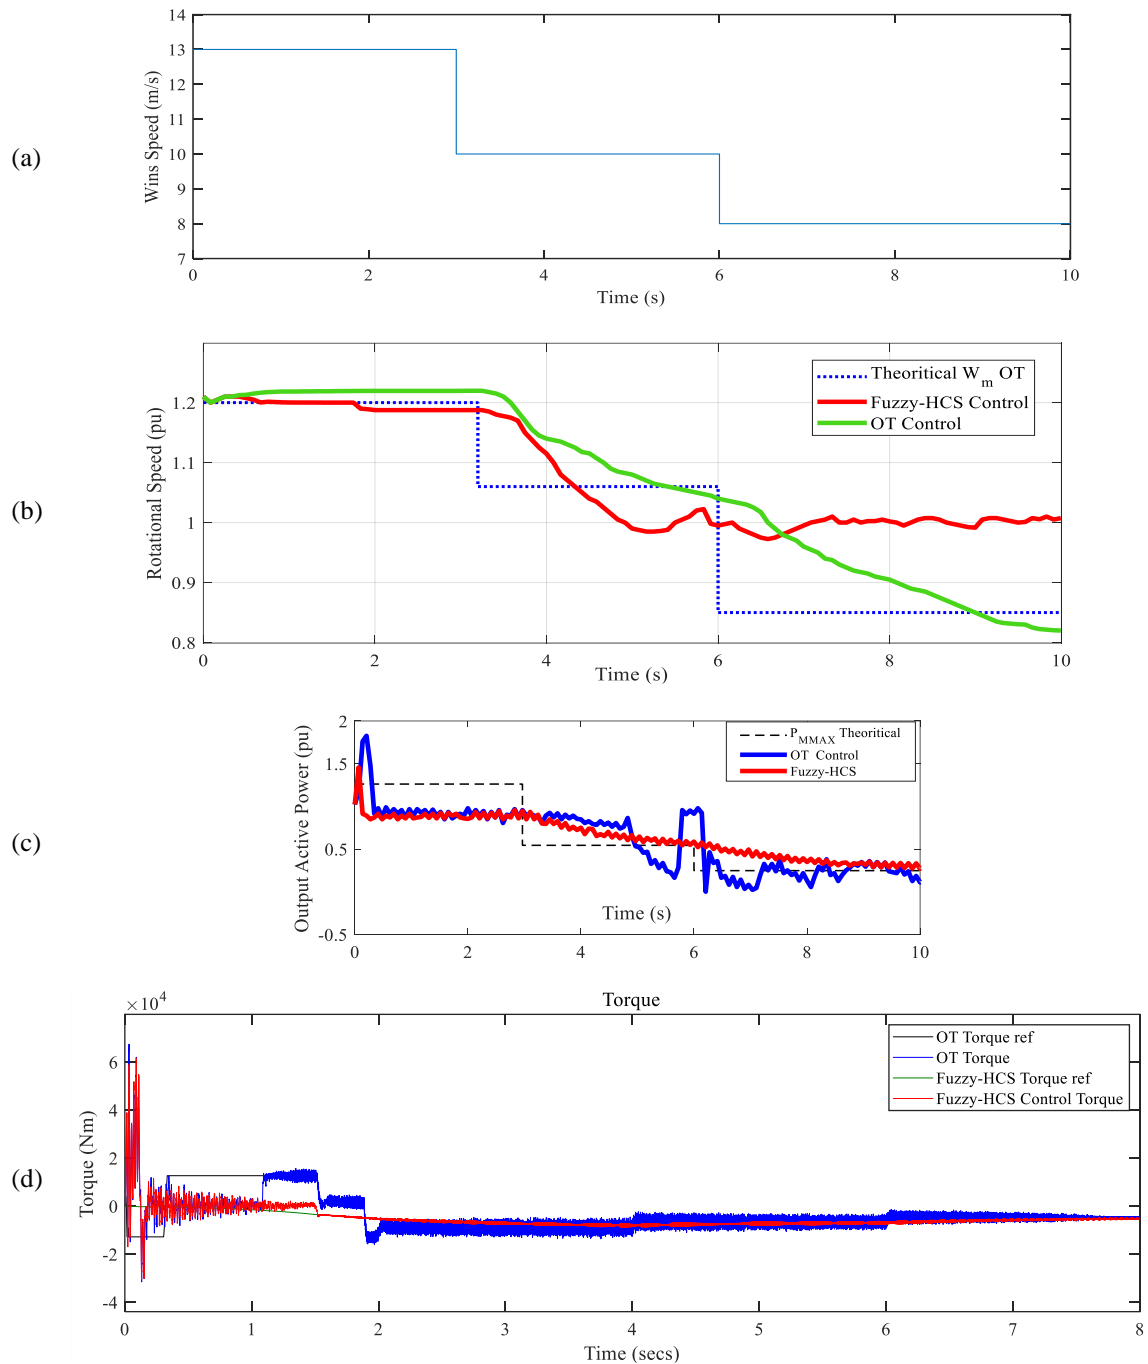 (a)
Wins Speed (m/s)
14
13
12
11
10
9
8
7
0 2 4 6 8 10
Time (s)
(b)
Rotational Speed (pu)
1.2
1.1
1
0.9
0.8
0 2 4 6 8 10
Time (s)
Theoritical W_m OT
Fuzzy-HCS Control
OT Control
(c)
Output Active Power (pu)
2
1.5
0.5
-0.5
0 2 4 6 8 10
Time (s)
P_MMAX Theoritical
OT Control
Fuzzy-HCS
(d)
Torque
×10^4
Torque (Nm)
6
4
2
0
-2
-4
0 1 2 3 4 5 6 7 8
Time (secs)
OT Torque ref
OT Torque
Fuzzy-HCS Torque ref
Fuzzy-HCS Control Torque